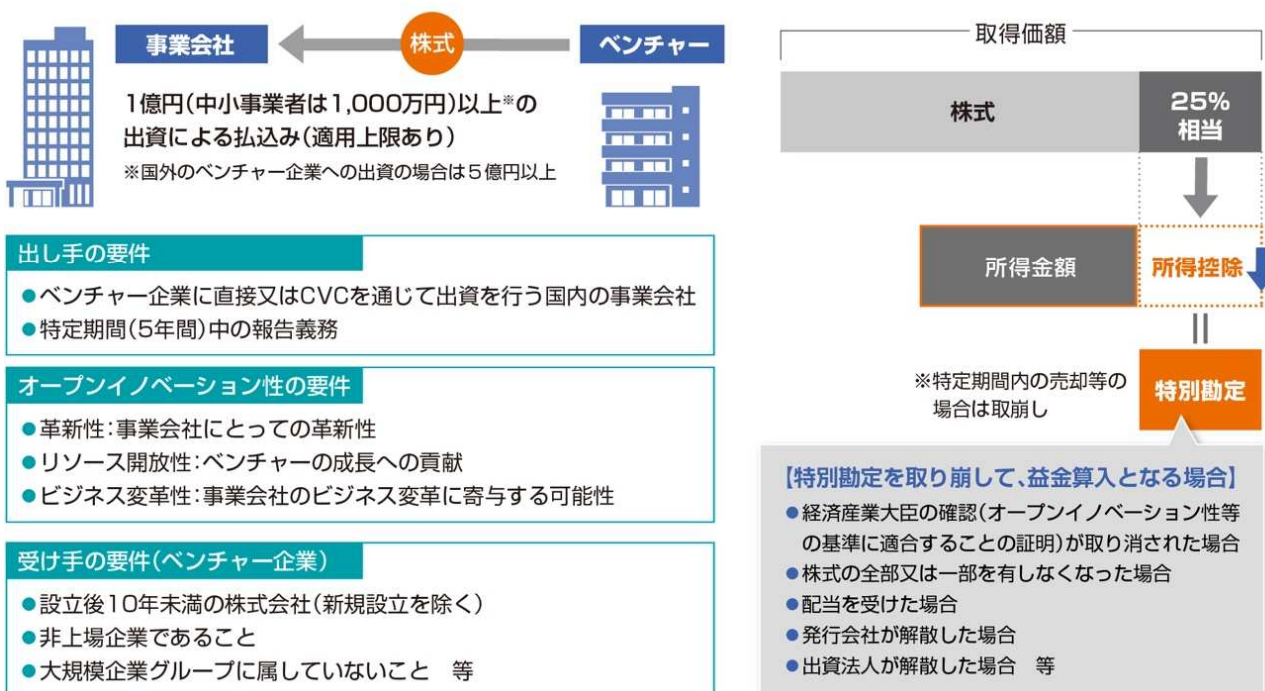 事業会社
株式
ベンチャー
1億円(中小事業者は1,000万円)以上※の
出資による払込み(適用上限あり)
※国外のベンチャー企業への出資の場合は5億円以上
出し手の要件
●ベンチャー企業に直接又はCVCを通じて出資を行う国内の事業会社
●特定期間(5年間)中の報告義務
オープンイノベーション性の要件
●革新性:事業会社にとっての革新性
●リソース開放性:ベンチャーの成長への貢献
●ビジネス変革性:事業会社のビジネス変革に寄与する可能性
受け手の要件(ベンチャー企業)
●設立後10年未満の株式会社(新規設立を除く)
●非上場企業であること
●大規模企業グループに属していないこと 等
取得価額
株式
25%
相当
所得金額
所得控除
※特定期間内の売却等の
場合は取崩し
特別勘定
【特別勘定を取り崩して、益金算入となる場合】
●経済産業大臣の確認(オープンイノベーション性等
の基準に適合することの証明)が取り消された場合
●株式の全部又は一部を有しなくなった場合
●配当を受けた場合
●発行会社が解散した場合
●出資法人が解散した場合 等